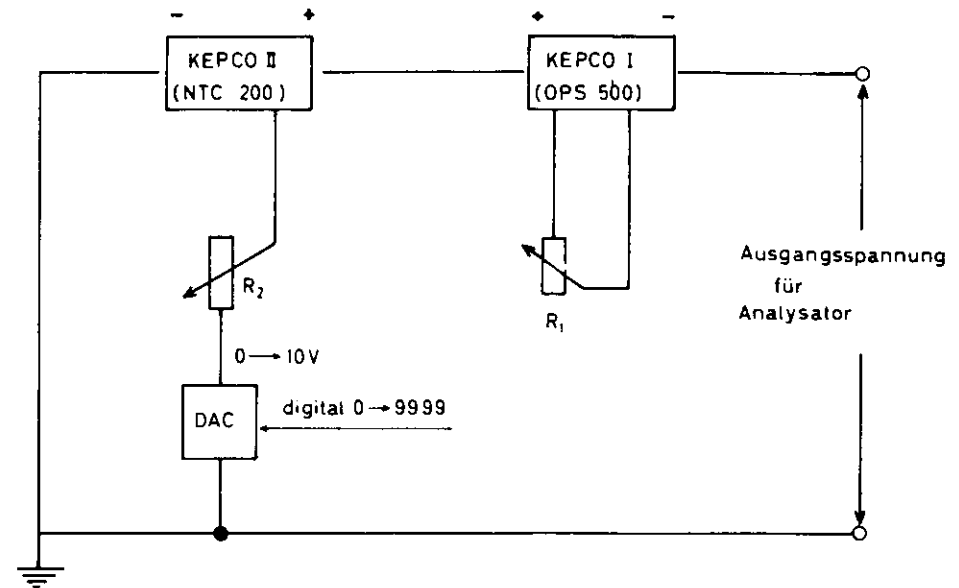 - +
+ -
KEPCO II
(NTC 200)
KEPCO I
(OPS 500)
R2
R1
0→10V
DAC
digital 0→9999
Ausgangsspannung
für
Analysator